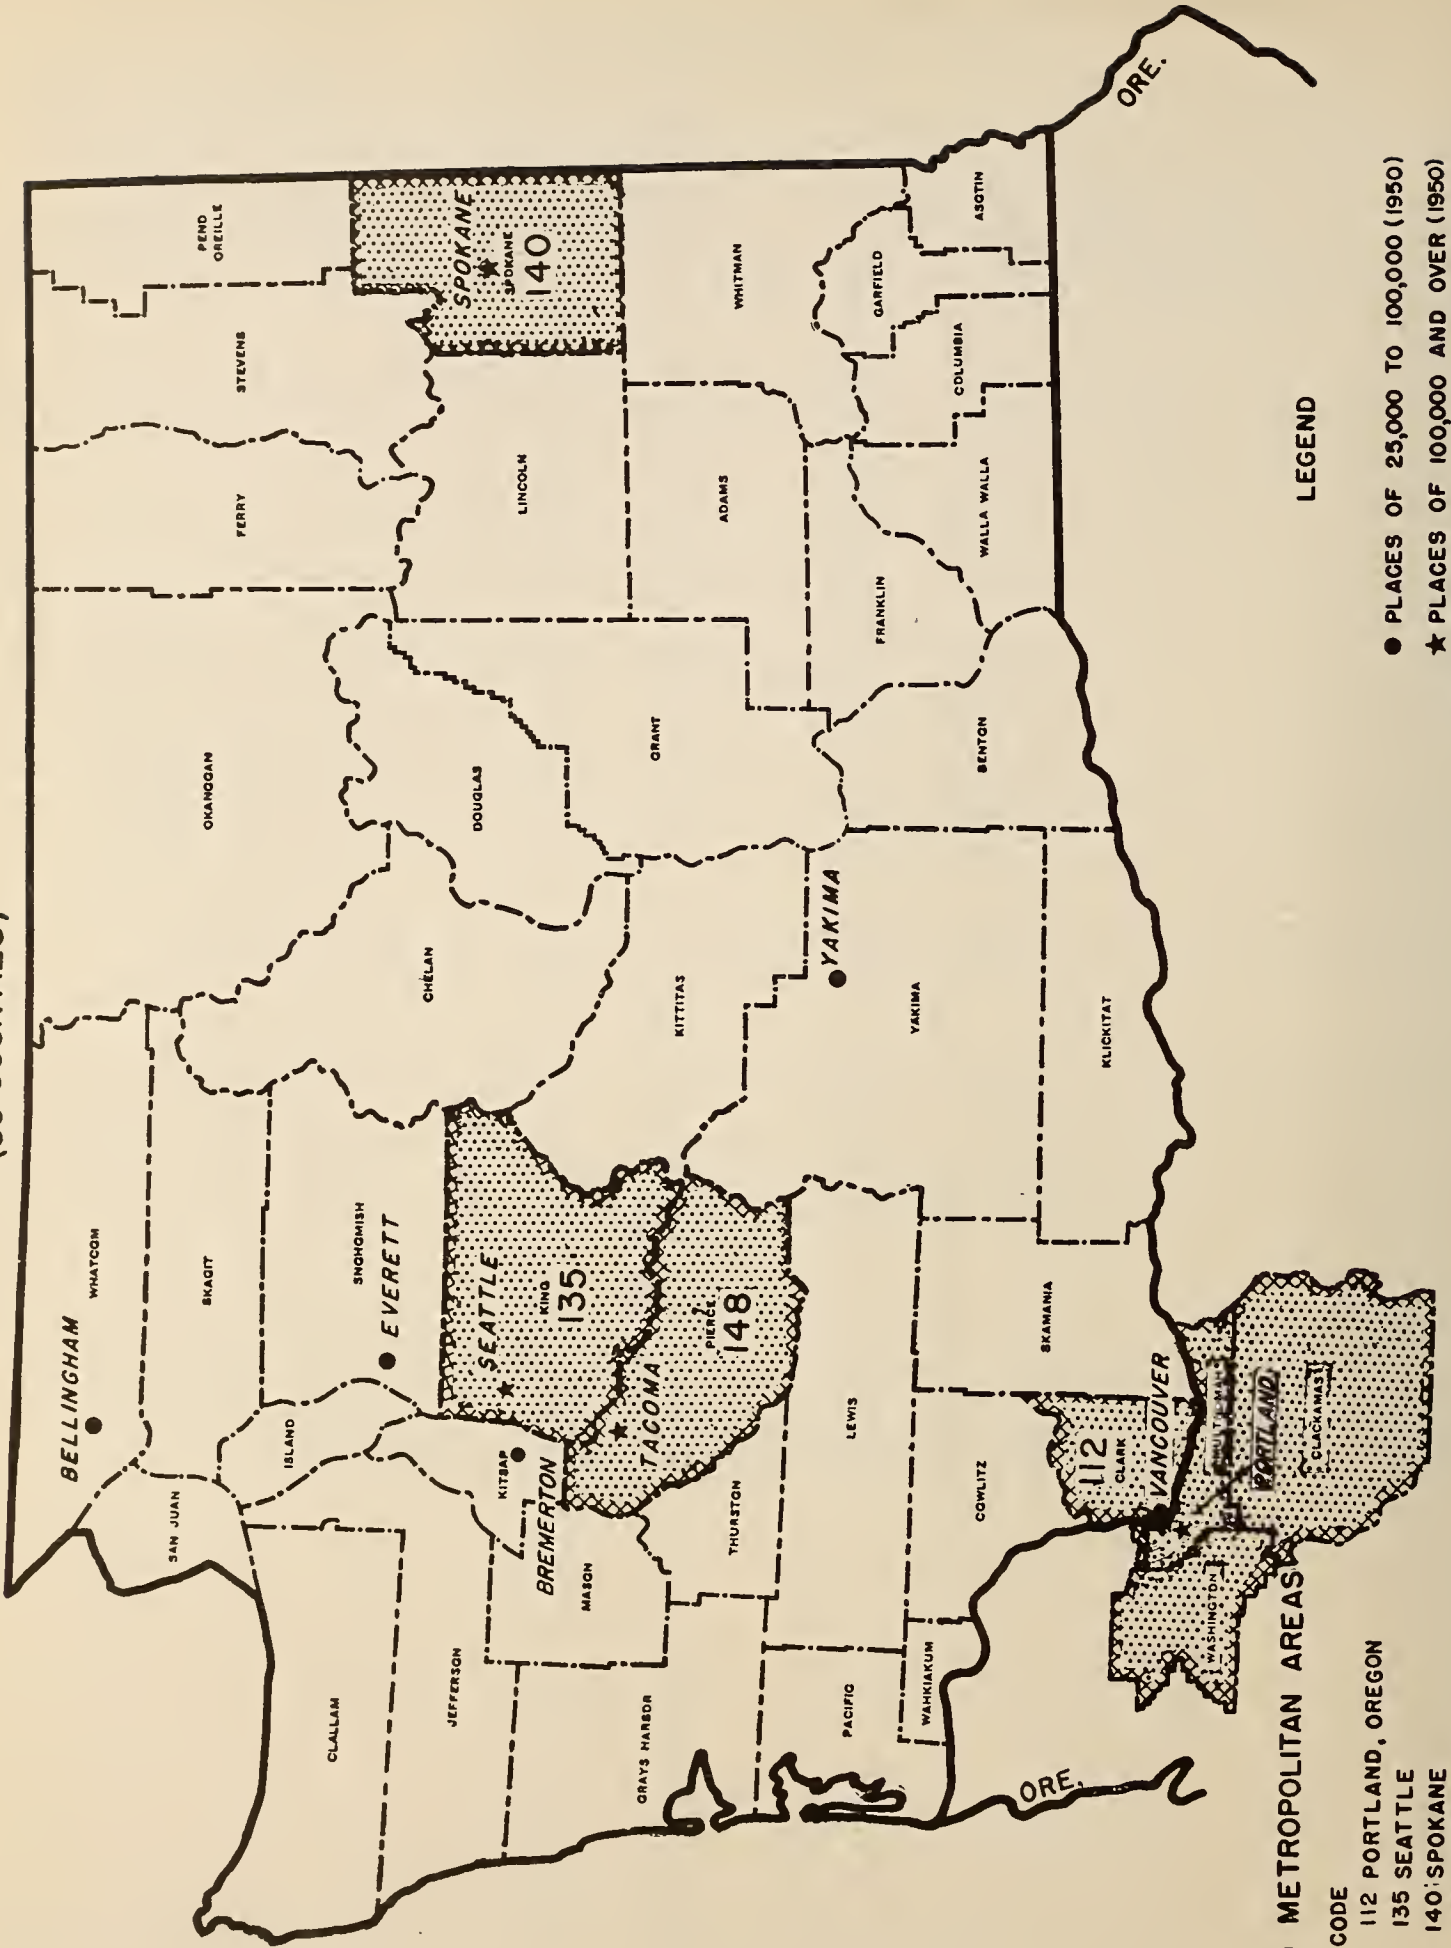 BELLINGHAM
WHATCOM
SAN JUAN
SKAGIT
OKANOGAN
FERRY
STEVENS
PEND
OREILLE
ISLAND
CLALLAM
SNOHOMISH
EVERETT
CHELAN
JEFFERSON
KITSAP
BREMERTON
SEATTLE
KING
135
DOUGLAS
LINCOLN
SPOKANE
SPOKANE
140
MASON
GRAYS HARBOR
TACOMA
PIERCE
148
KITTITAS
GRANT
THURSTON
ADAMS
WHITMAN
YAKIMA
PACIFIC
LEWIS
YAKIMA
FRANKLIN
GARFIELD
WAHKIAKUM
COWLITZ
BENTON
WALLA WALLA
COLUMBIA
ASOTIN
ORE.
SKAMANIA
KLICKITAT
112
CLARK
VANCOUVER
ORE.
WASHINGTON
MULTNOMAH
PORTLAND
CLACKAMAS
METROPOLITAN AREAS
LEGEND
CODE
112 PORTLAND, OREGON
● PLACES OF 25,000 TO 100,000 (1950)
135 SEATTLE
140 SPOKANE
★ PLACES OF 100,000 AND OVER (1950)